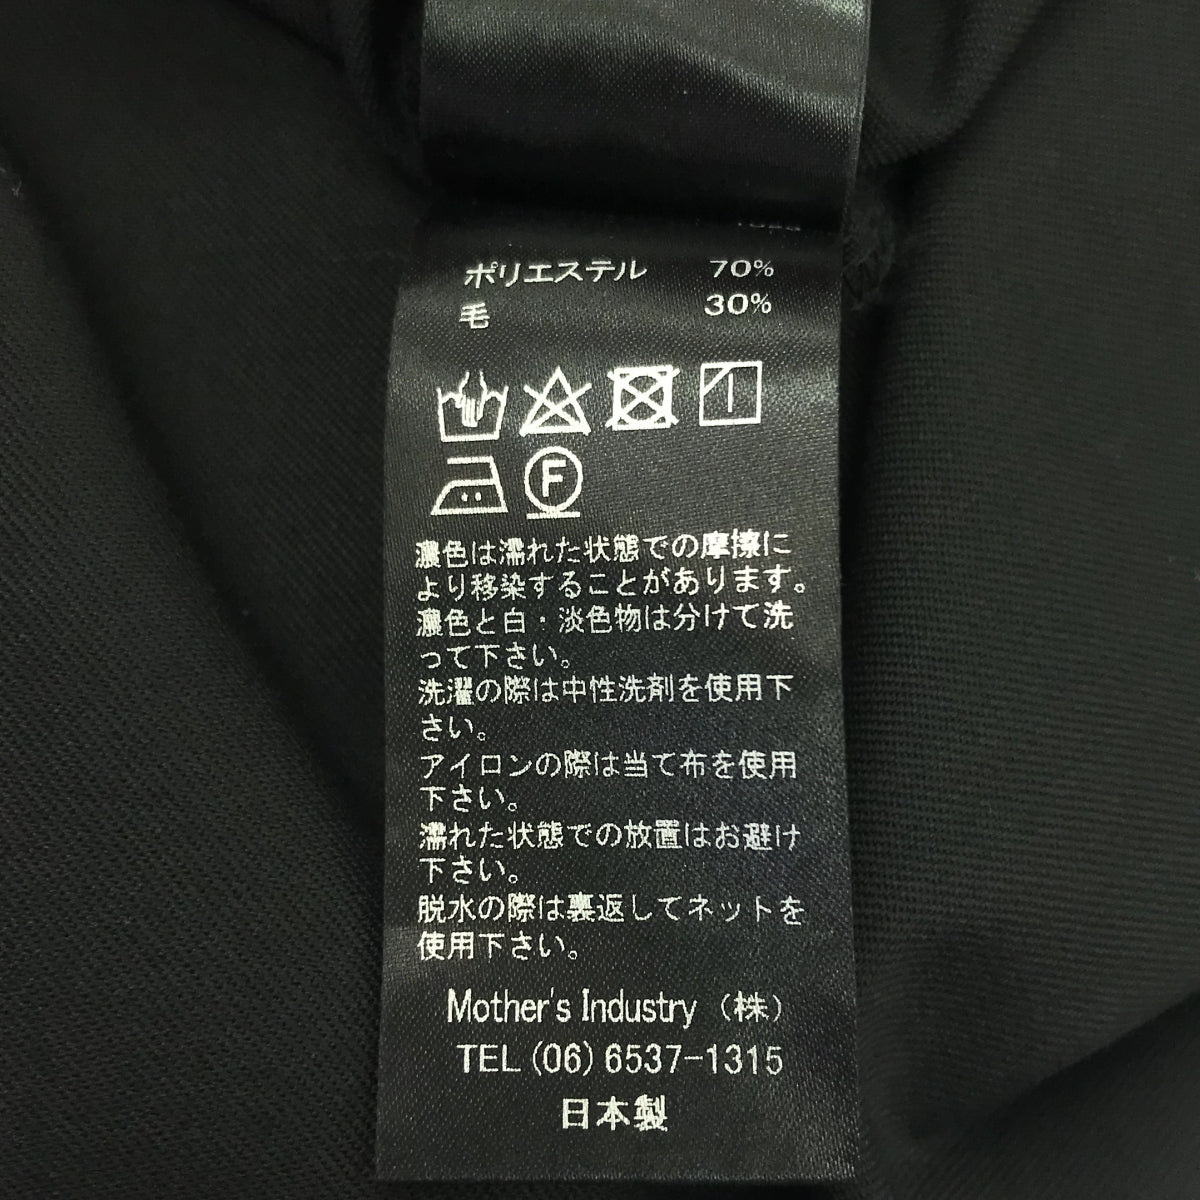 ポリエステル 70%
毛 30%
F
濃色は濡れた状態での摩擦に
より移染することがあります。
濃色と白・淡色物は分けて洗
って下さい。
洗濯の際は中性洗剤を使用下
さい。
アイロンの際は当て布を使用
下さい。
濡れた状態での放置はお避け
下さい。
脱水の際は裏返してネットを
使用下さい。
Mother's Industry (株)
TEL (06) 6537-1315
日本製